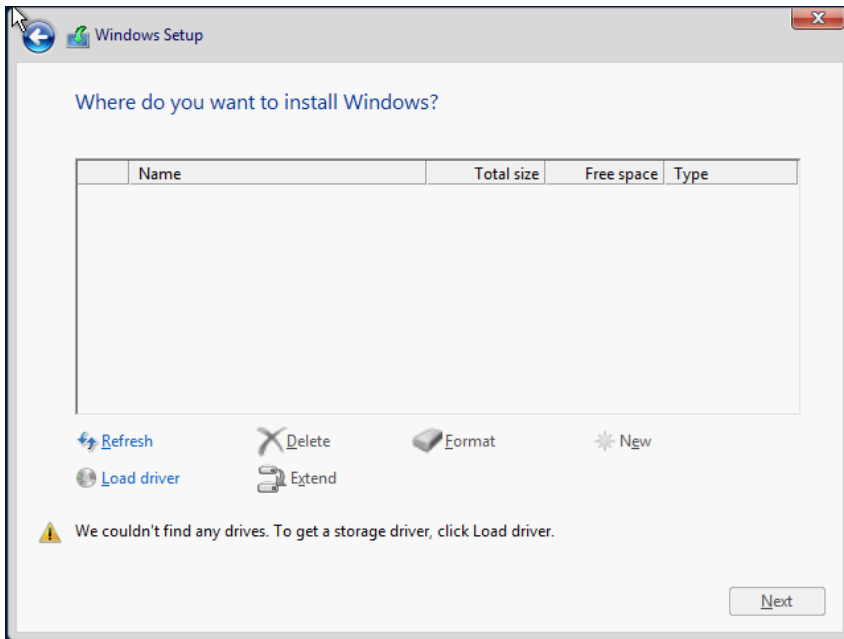 Windows Setup
Where do you want to install Windows?
Name Total size Free space Type
Refresh Delete Format New
Load driver Extend
We couldn't find any drives. To get a storage driver, click Load driver.
Next